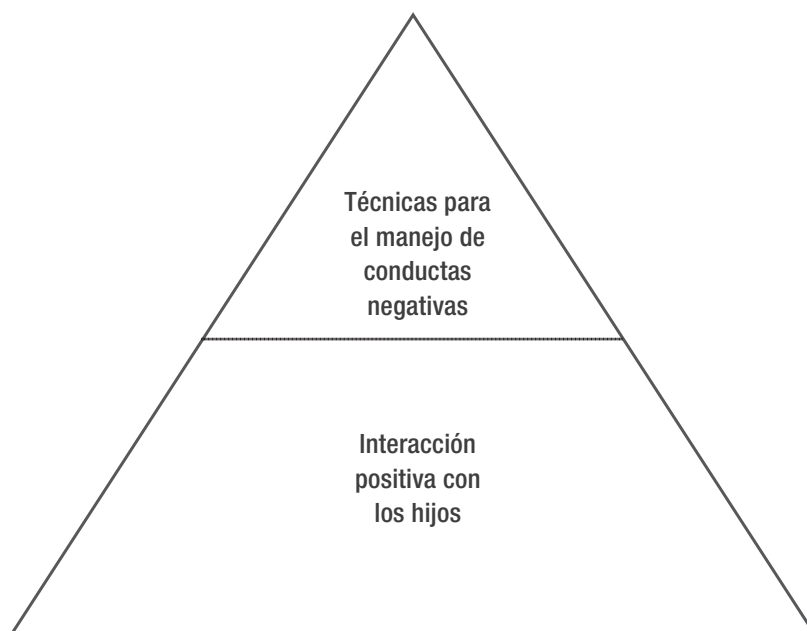 Técnicas para
el manejo de
conductas
negativas
Interacción
positiva con
los hijos